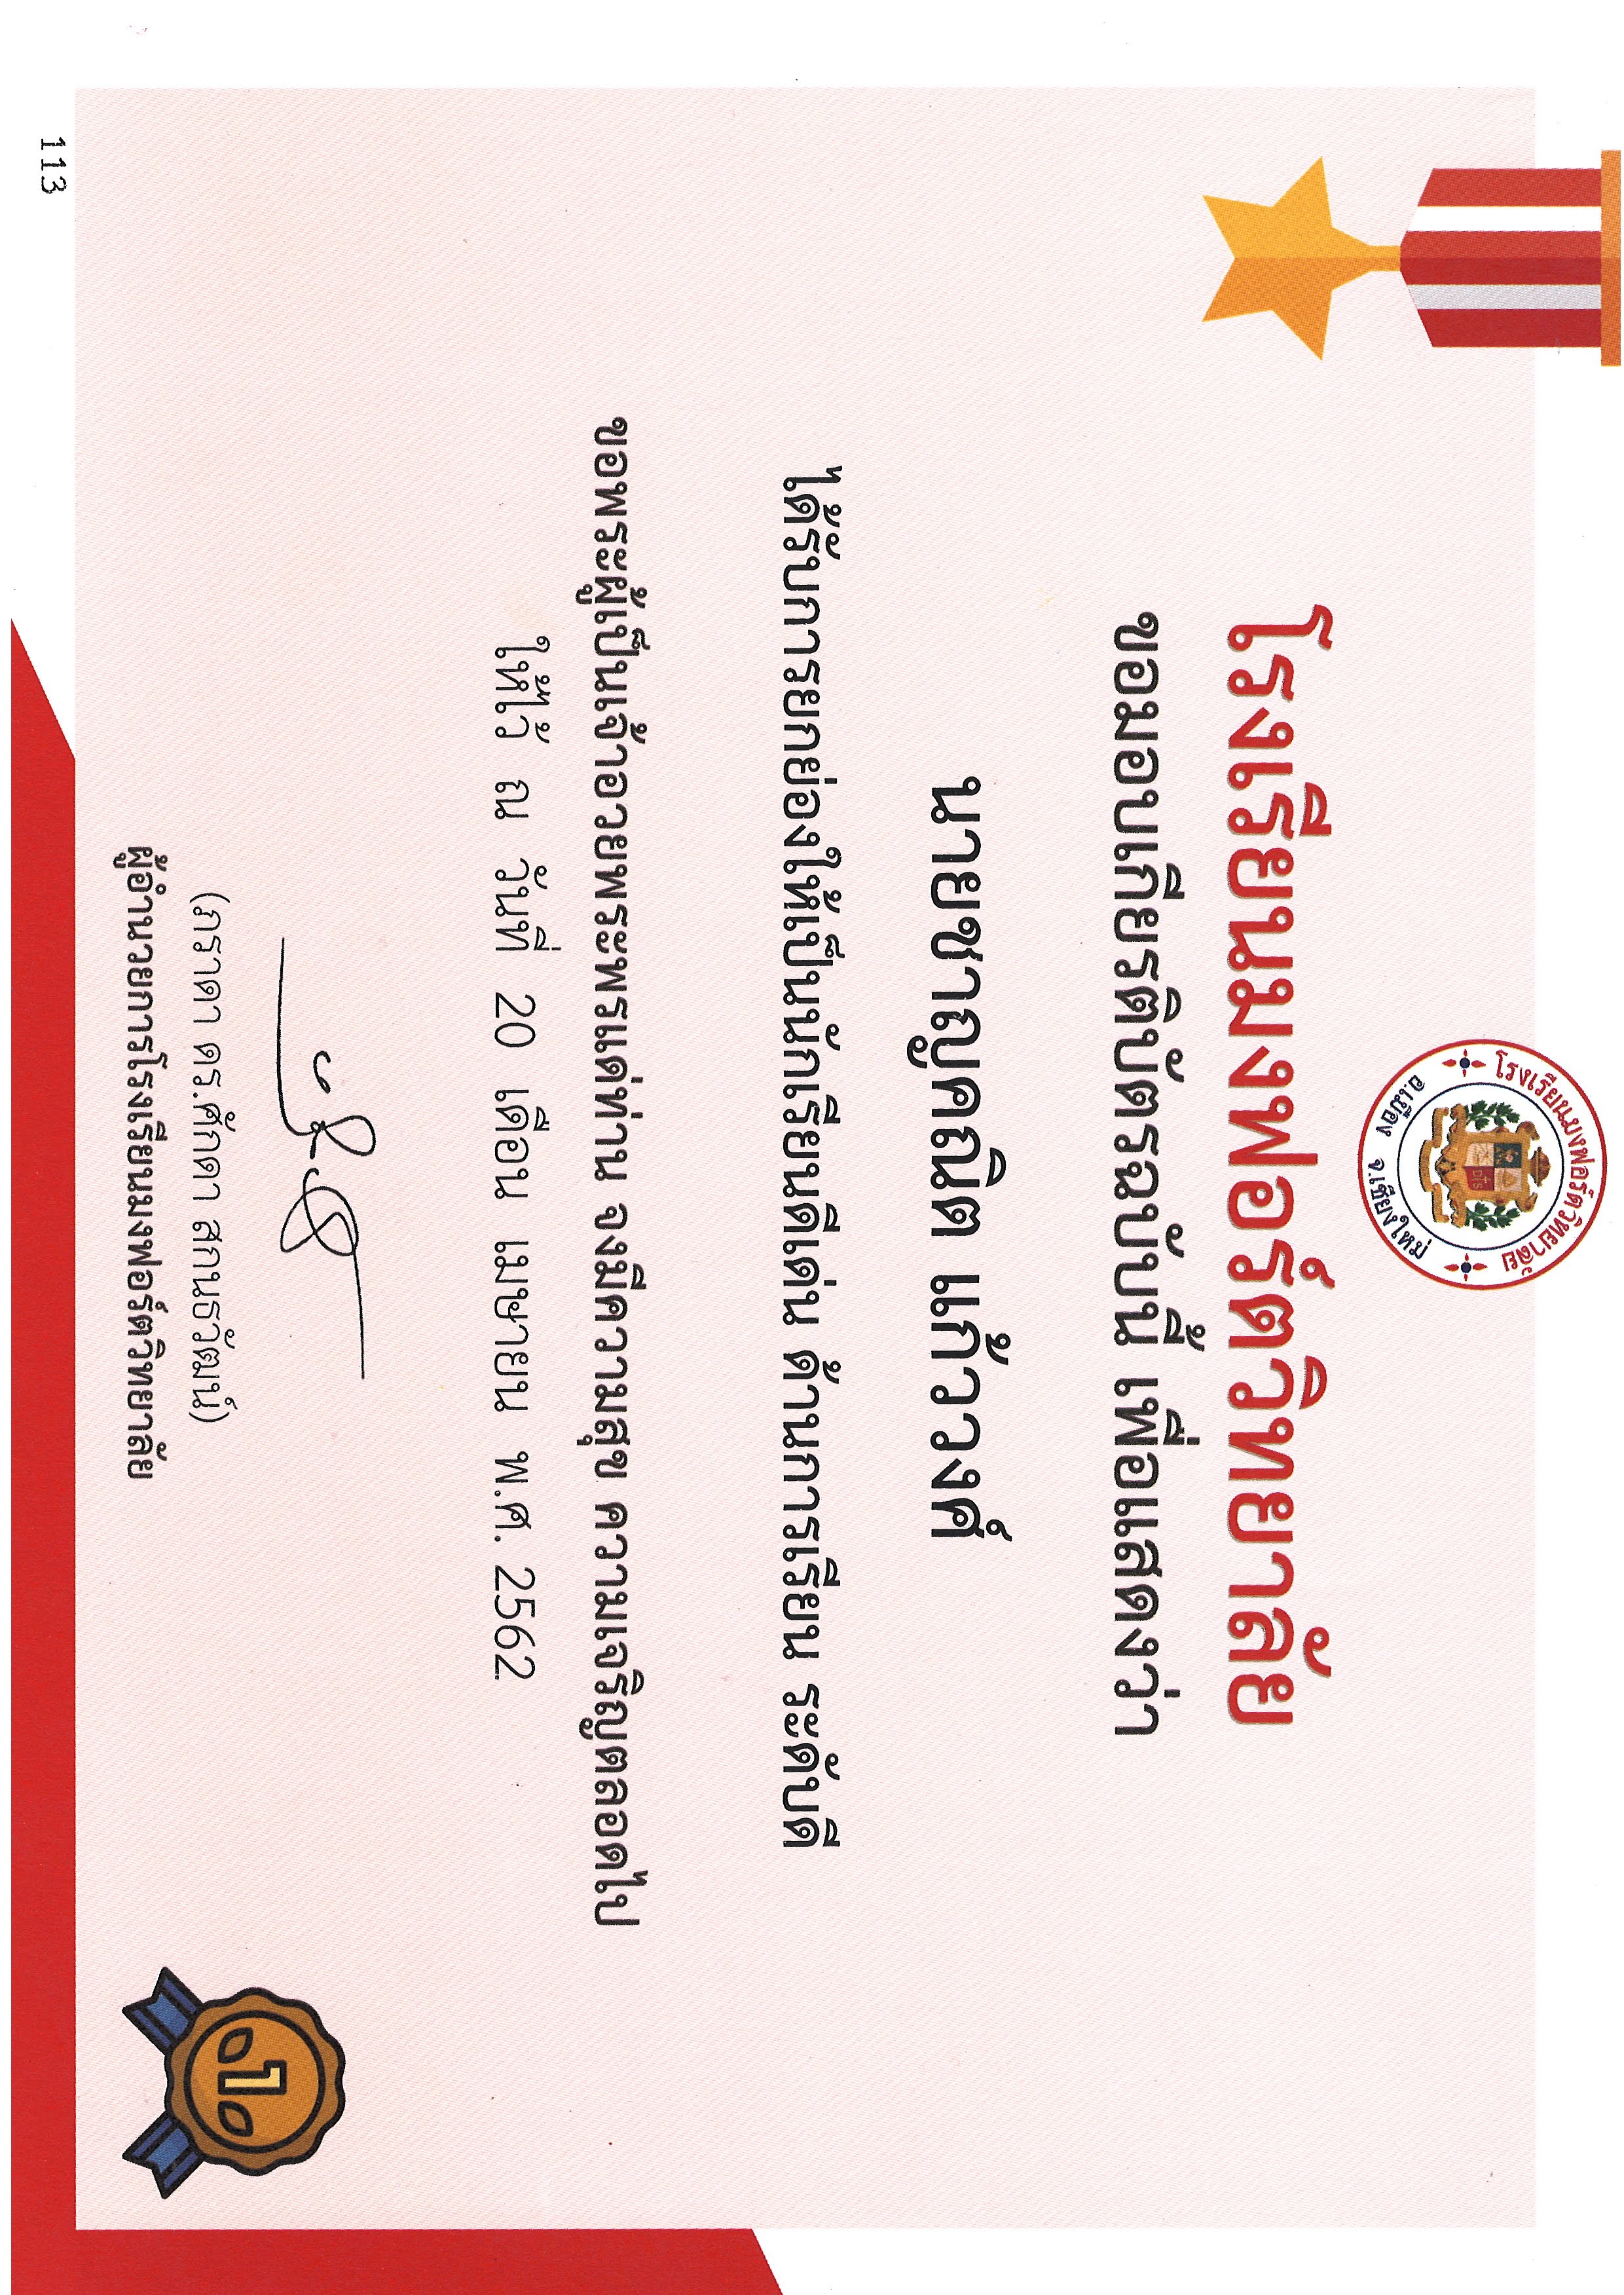 โรงเรียนมงฟอร์ตวิทยาลัย
อ.เมือง จ.เชียงใหม่
D S
โรงเรียนมงฟอร์ตวิทยาลัย
ขอมอบเกียรติบัตรฉบับนี้ เพื่อแสดงว่า
นายชาญคณิต แก้ววงศ์
ได้รับการยกย่องให้เป็นนักเรียนดีเด่น ด้านการเรียน ระดับดี
ขอพระผู้เป็นเจ้าอวยพระพรแด่ท่าน จงมีความสุข ความเจริญตลอดไป
ให้ไว้ ณ วันที่ 20 เดือน เมษายน พ.ศ. 2562
(ภราดา ดร.ศักดา สกนธวัฒน์)
ผู้อำนวยการโรงเรียนมงฟอร์ตวิทยาลัย
1
113